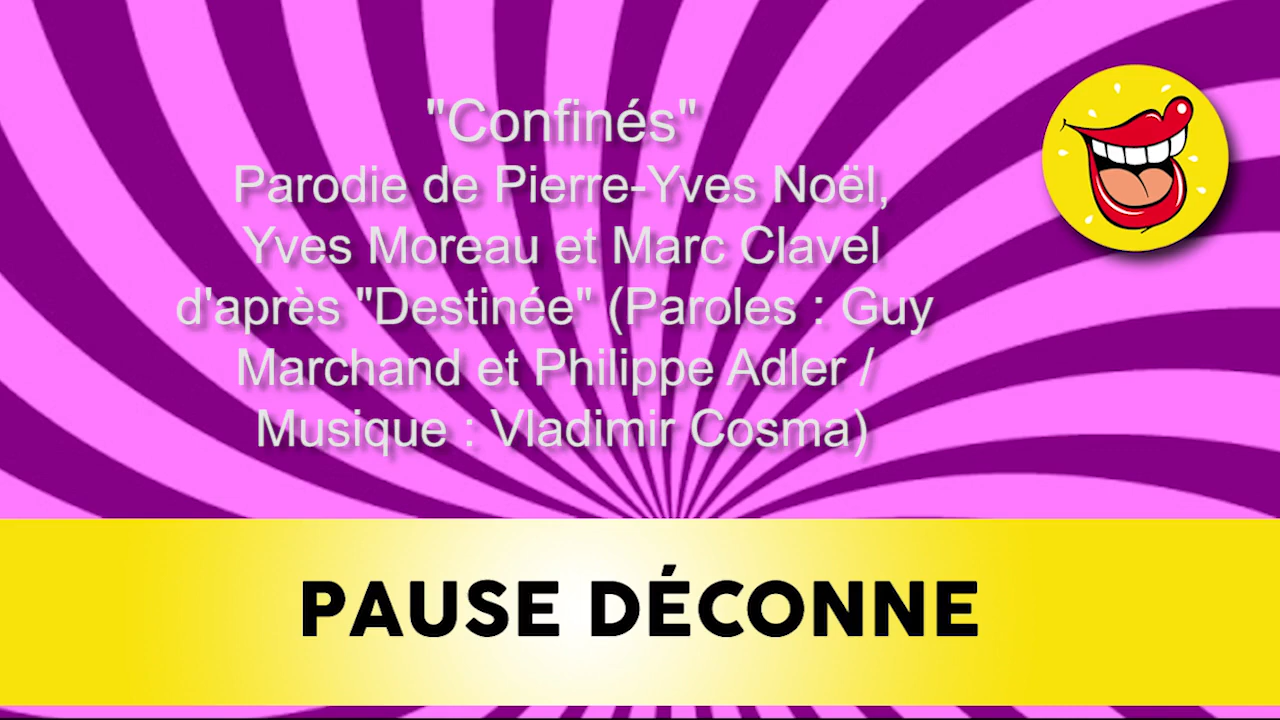 "Confinés"
Parodie de Pierre-Yves Noël,
Yves Moreau et Marc Clavel
d'après "Destinée" (Paroles : Guy
Marchand et Philippe Adler /
Musique : Vladimir Cosma)
PAUSE DÉCONNE